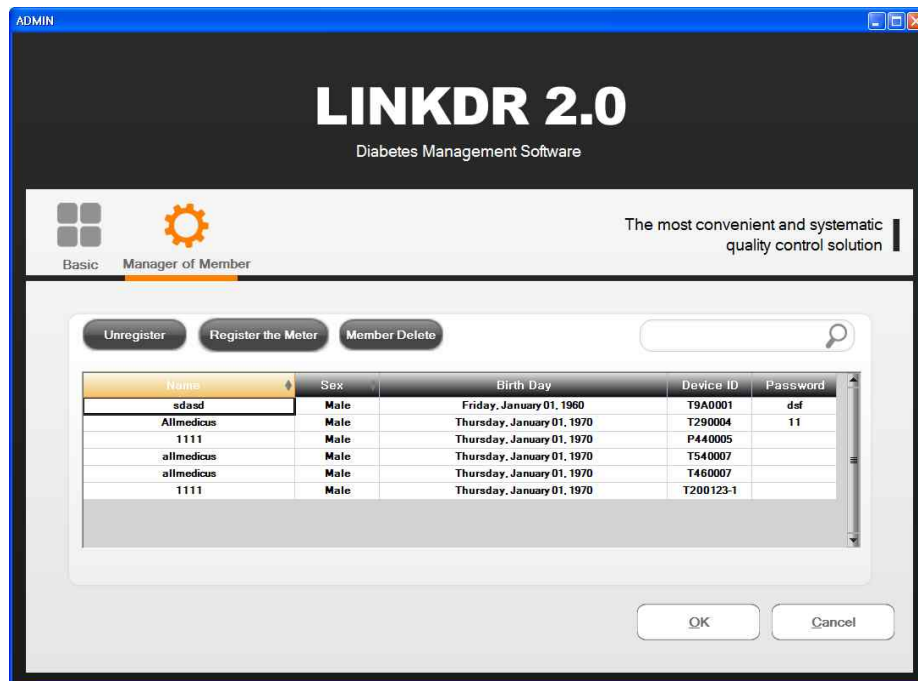 ADMIN
LINKDR 2.0
Diabetes Management Software
The most convenient and systematic
quality control solution
Basic
Manager of Member
Unregister
Register the Meter
Member Delete
Name Sex Birth Day Device ID Password
sdasd Male Friday, January 01, 1960 T9A0001 dsf
Allmedicus Male Thursday, January 01, 1970 T290004 11
1111 Male Thursday, January 01, 1970 P440005
allmedicus Male Thursday, January 01, 1970 T540007
allmedicus Male Thursday, January 01, 1970 T460007
1111 Male Thursday, January 01, 1970 T200123-1
OK
Cancel